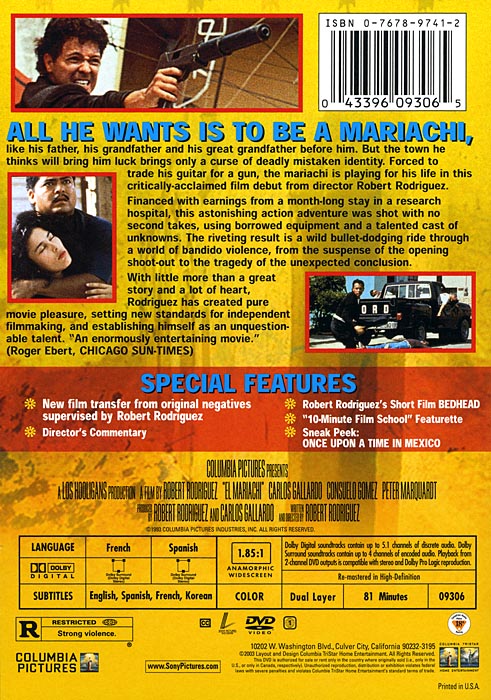 ISBN 0-7678-9741-2
0 43396 09306 5
ALL HE WANTS IS TO BE A MARIACHI,
like his father, his grandfather and his great grandfather before him. But the town he
thinks will bring him luck brings only a curse of deadly mistaken identity. Forced to
trade his guitar for a gun, the mariachi is playing for his life in this
critically-acclaimed film debut from director Robert Rodriguez.
Financed with earnings from a month-long stay in a research
hospital, this astonishing action adventure was shot with no
second takes, using borrowed equipment and a talented cast of
unknowns. The riveting result is a wild bullet-dodging ride through
a world of bandido violence, from the suspense of the opening
shoot-out to the tragedy of the unexpected conclusion.
With little more than a great
story and a lot of heart,
Rodriguez has created pure
movie pleasure, setting new standards for independent
filmmaking, and establishing himself as an unquestion-
able talent. "An enormously entertaining movie."
(Roger Ebert, CHICAGO SUN-TIMES)
FORD
SPECIAL FEATURES
New film transfer from original negatives
supervised by Robert Rodriguez
Director's Commentary
Robert Rodriguez's Short Film BEDHEAD
"10-Minute Film School" Featurette
Sneak Peek:
ONCE UPON A TIME IN MEXICO
COLUMBIA PICTURES PRESENTS
A LOS HOOLIGANS PRODUCTION A FILM BY ROBERT RODRIGUEZ "EL MARIACHI" CARLOS GALLARDO CONSUELO GOMEZ PETER MARQUARDT
PRODUCED BY ROBERT RODRIGUEZ AND CARLOS GALLARDO WRITTEN AND DIRECTED BY ROBERT RODRIGUEZ
©1993 COLUMBIA PICTURES INDUSTRIES, INC. ALL RIGHTS RESERVED.
LANGUAGE French Spanish
DOLBY DIGITAL Dolby Surround (Dolby Digital) Dolby Surround (Dolby Digital)
1.85:1
ANAMORPHIC WIDESCREEN
Dolby Digital soundtracks contain up to 5.1 channels of discrete audio. Dolby
Surround soundtracks contain up to 4 channels of encoded audio. Playback from
2-channel DVD outputs is compatible with stereo and Dolby Pro Logic reproduction.
Re-mastered in High-Definition
SUBTITLES English, Spanish, French, Korean COLOR Dual Layer 81 Minutes 09306
R RESTRICTED
Strong violence.
DVD VIDEO
COLUMBIA PICTURES
www.SonyPictures.com
10202 W. Washington Blvd., Culver City, California 90232-3195
©2003 Layout and Design Columbia TriStar Home Entertainment. All Rights Reserved.
This DVD is authorized for sale or rent only in the country where originally sold (i.e., only in the
U.S., or only in Canada, respectively). Unauthorized reproduction, distribution or exhibition violates federal
laws with severe penalties and violates Columbia TriStar Home Entertainment's trade policies.
COLUMBIA TRISTAR
HOME ENTERTAINMENT
Printed in U.S.A.